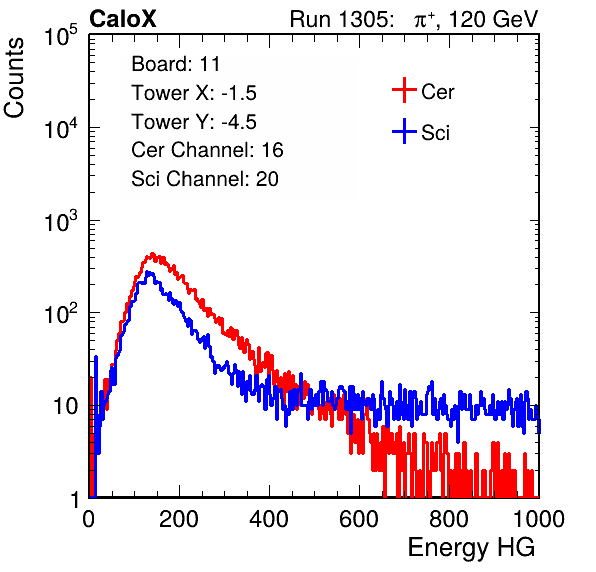 CaloX Run 1305: π⁺, 120 GeV
Counts
10⁵
10⁴
10³
10²
10
1
Board: 11
Tower X: -1.5
Tower Y: -4.5
Cer Channel: 16
Sci Channel: 20
Cer
Sci
0 200 400 600 800 1000
Energy HG